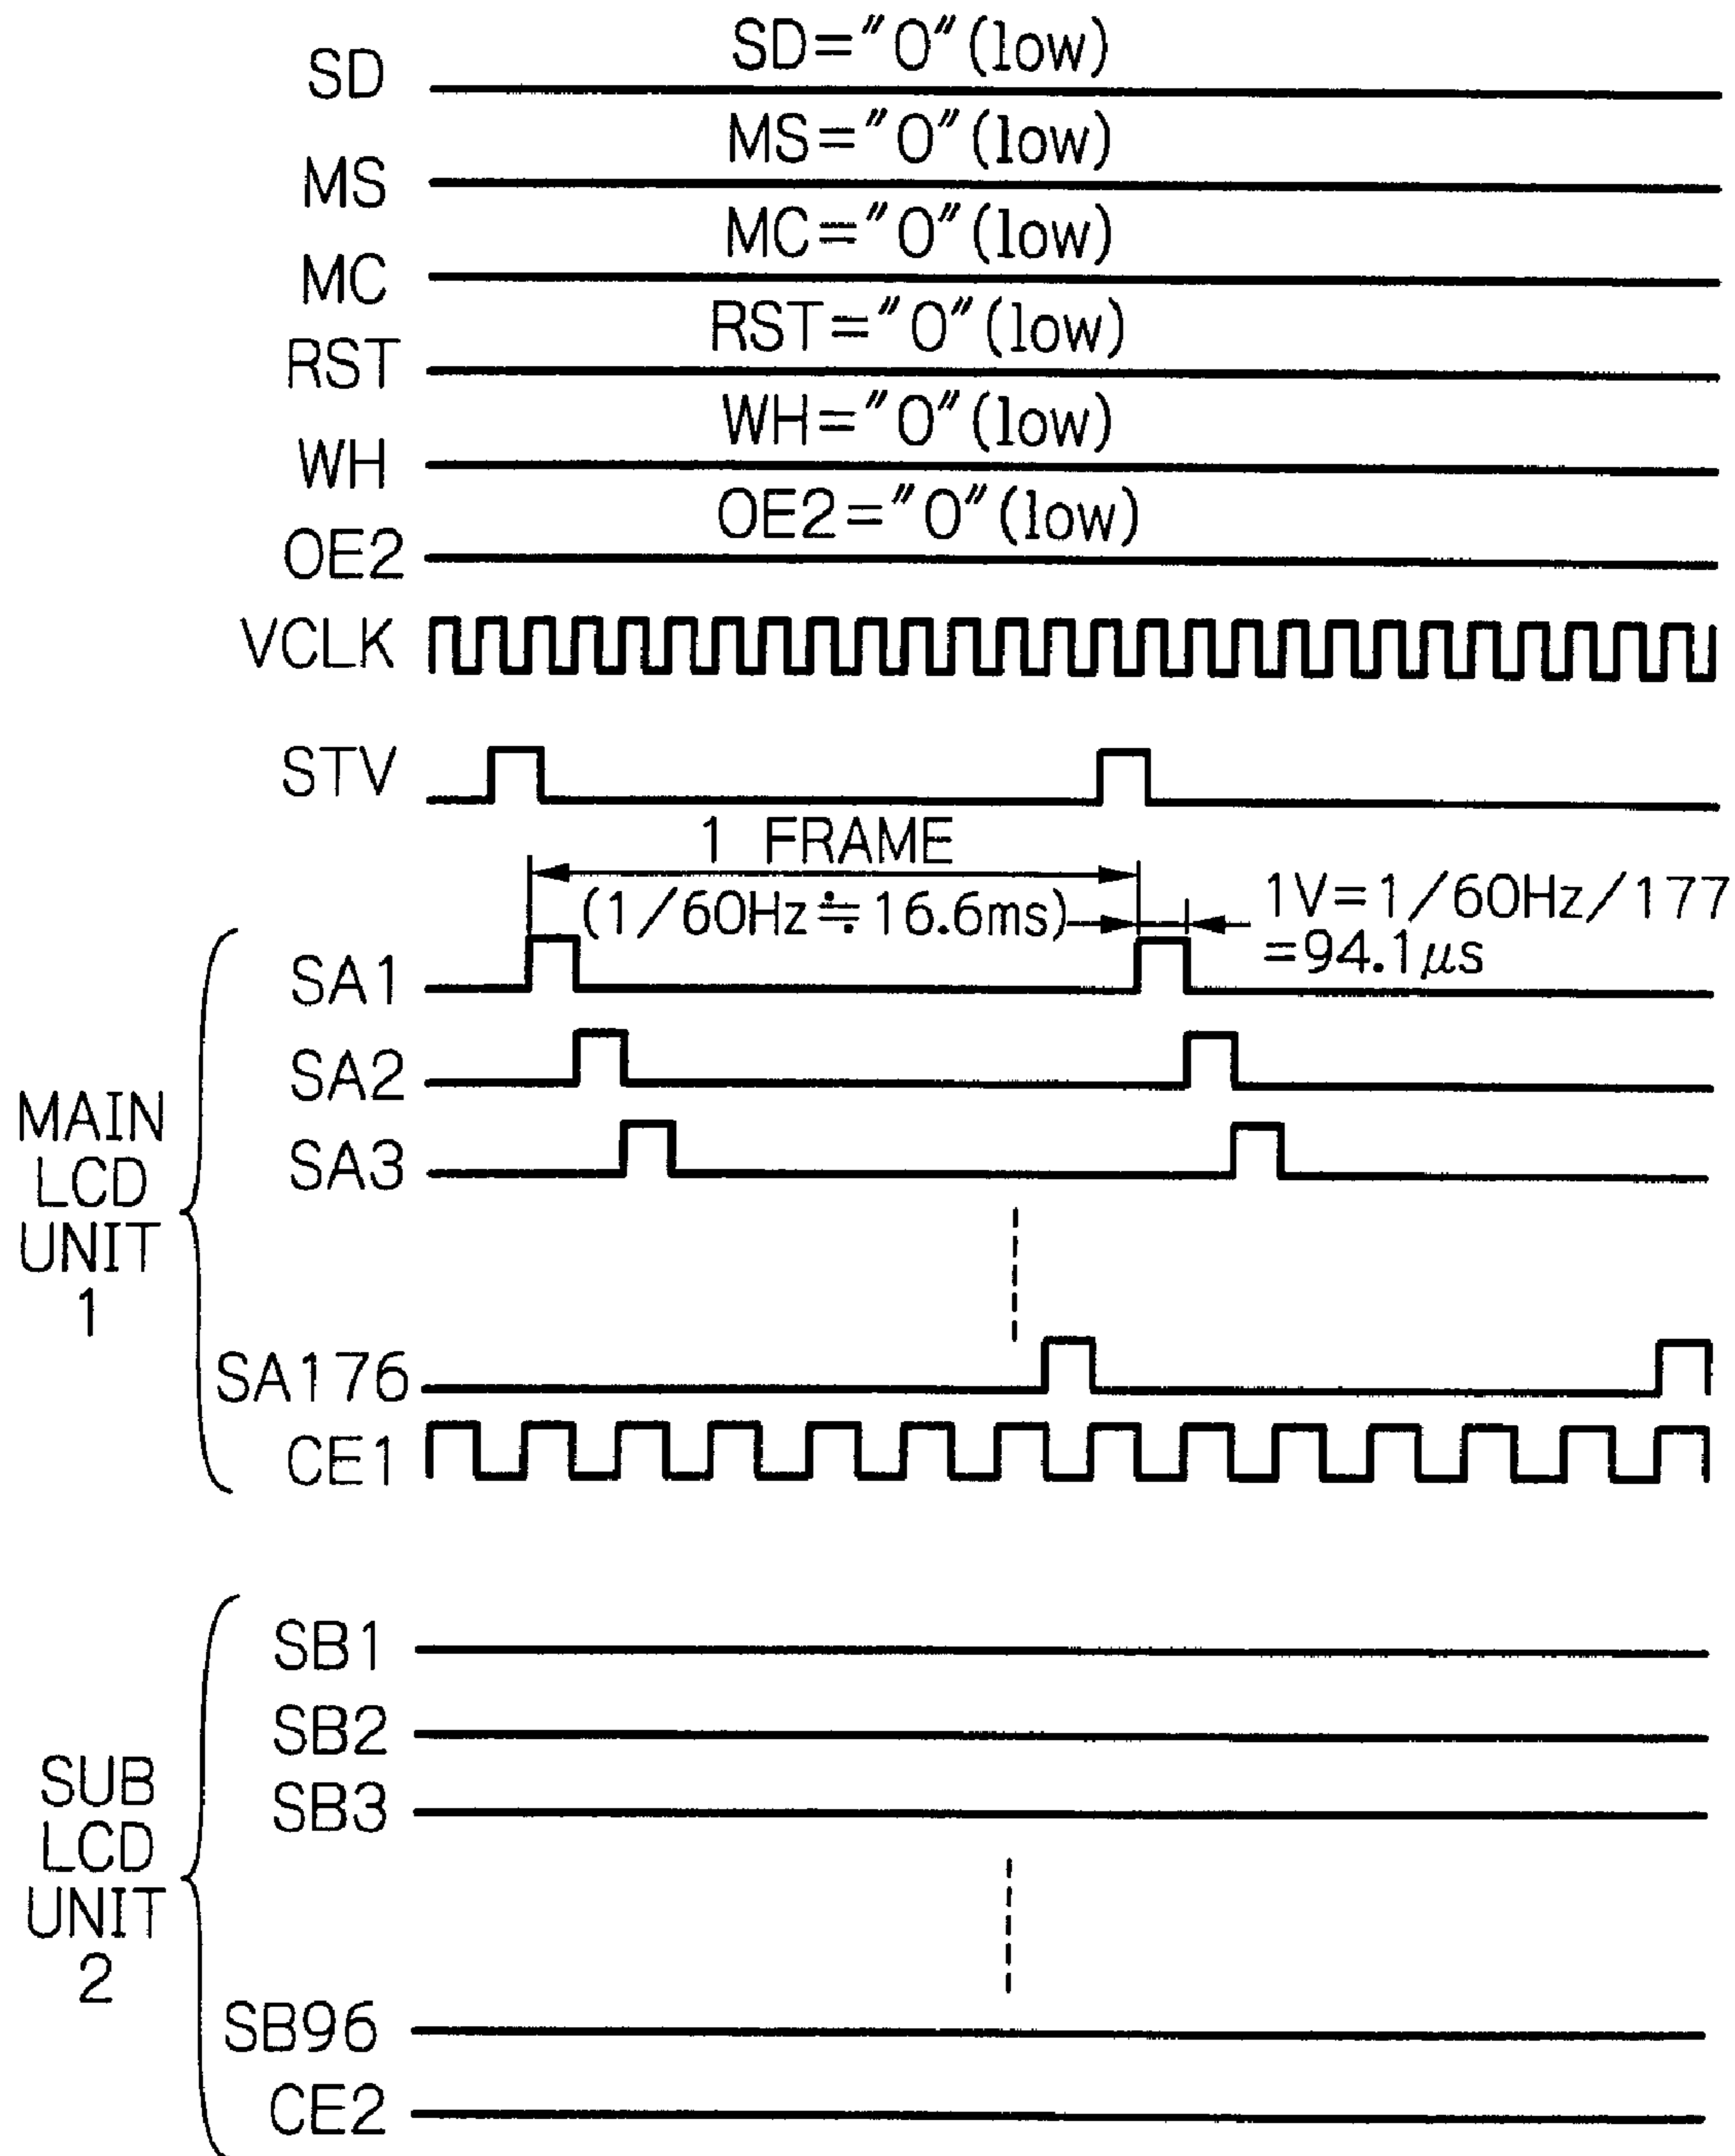 SD SD="0"(low)
MS MS="0"(low)
MC MC="0"(low)
RST RST="0"(low)
WH WH="0"(low)
OE2 OE2="0"(low)
VCLK
STV
1 FRAME
(1/60Hz≒16.6ms)
1V=1/60Hz/177
=94.1μs
MAIN
LCD
UNIT
1
SA1
SA2
SA3
SA176
CE1
SUB
LCD
UNIT
2
SB1
SB2
SB3
SB96
CE2